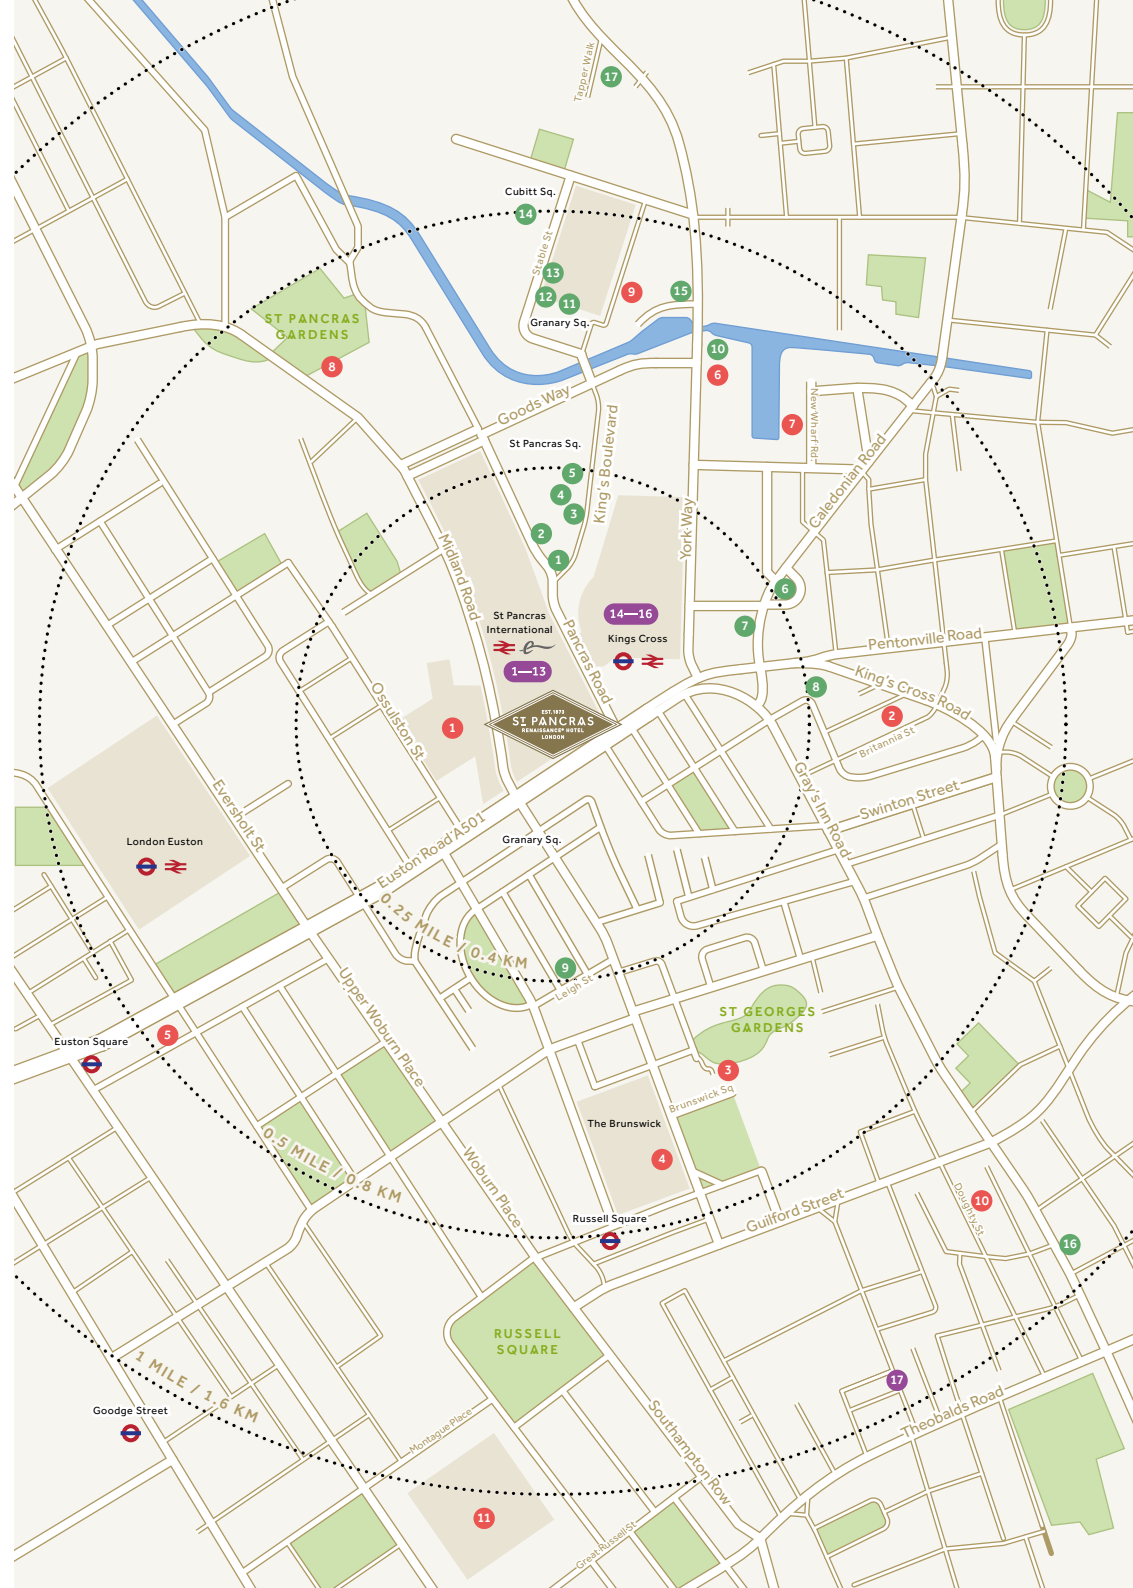 Tapper Walk
17
Cubitt Sq.
14
Stable St
13
12
11
9
15
Granary Sq.
ST PANCRAS
GARDENS
8
10
6
7
New Wharf Rd.
Goods Way
St Pancras Sq.
King's Boulevard
5
4
3
2
1
York Way
Caledonian Road
Midland Road
St Pancras
International
1—13
Pancras Road
14—16
Kings Cross
6
7
Pentonville Road
King's Cross Road
8
2
Britannia St
Ossulston St
1
EST. 1873
ST PANCRAS
RENAISSANCE HOTEL
LONDON
Gray's Inn Road
Swinton Street
Eversholt St
London Euston
Euston Road A501
Granary Sq.
0.25 MILE / 0.4 KM
9
Leigh St
Upper Woburn Place
ST GEORGES
GARDENS
5
Euston Square
3
Brunswick Sq
The Brunswick
4
0.5 MILE / 0.8 KM
Woburn Place
Russell Square
Guilford Street
Doughty St
10
16
RUSSELL
SQUARE
1 MILE / 1.6 KM
17
Goodge Street
Montague Place
Southampton Row
Theobalds Road
11
Great Russell St